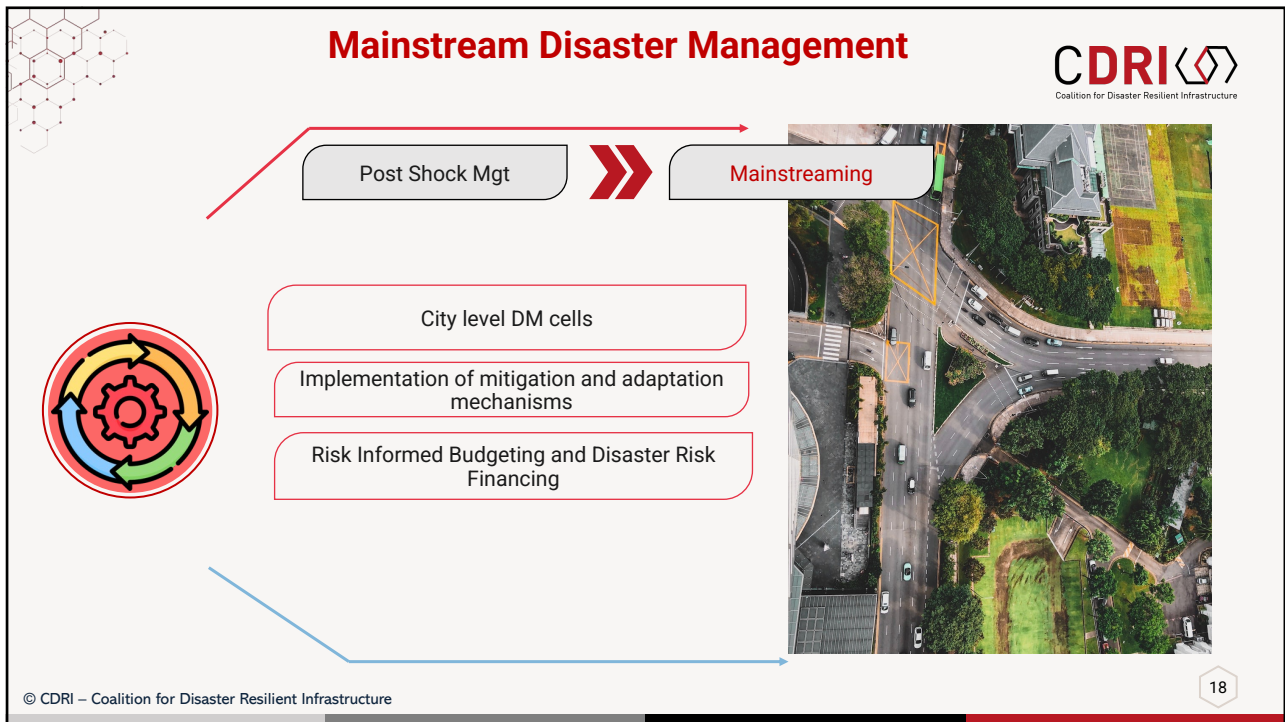 Mainstream Disaster Management
CDRI
Coalition for Disaster Resilient Infrastructure
Post Shock Mgt
Mainstreaming
City level DM cells
Implementation of mitigation and adaptation
mechanisms
Risk Informed Budgeting and Disaster Risk
Financing
© CDRI – Coalition for Disaster Resilient Infrastructure
18